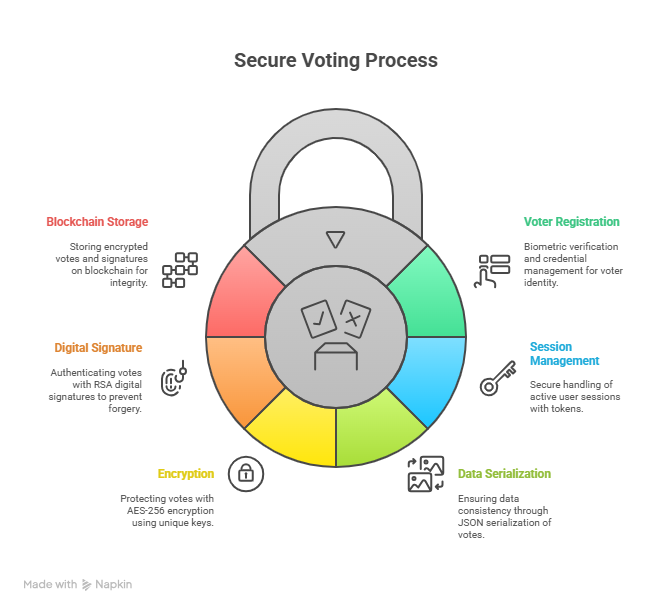 Secure Voting Process
Blockchain Storage
Storing encrypted
votes and signatures
on blockchain for
integrity.
Voter Registration
Biometric verification
and credential
management for voter
identity.
Digital Signature
Authenticating votes
with RSA digital
signatures to prevent
forgery.
Session
Management
Secure handling of
active user sessions
with tokens.
Encryption
Protecting votes with
AES-256 encryption
using unique keys.
Data Serialization
Ensuring data
consistency through
JSON serialization of
votes.
Made with Napkin